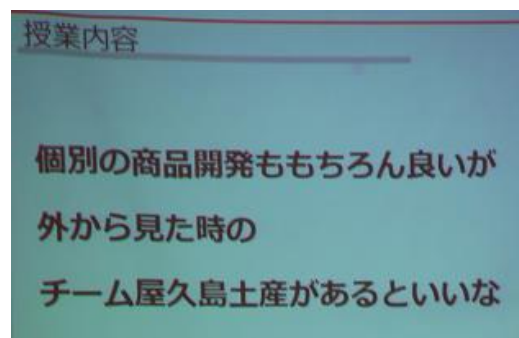 授業内容
個別の商品開発ももちろん良いが
外から見た時の
チーム屋久島土産があるといいな